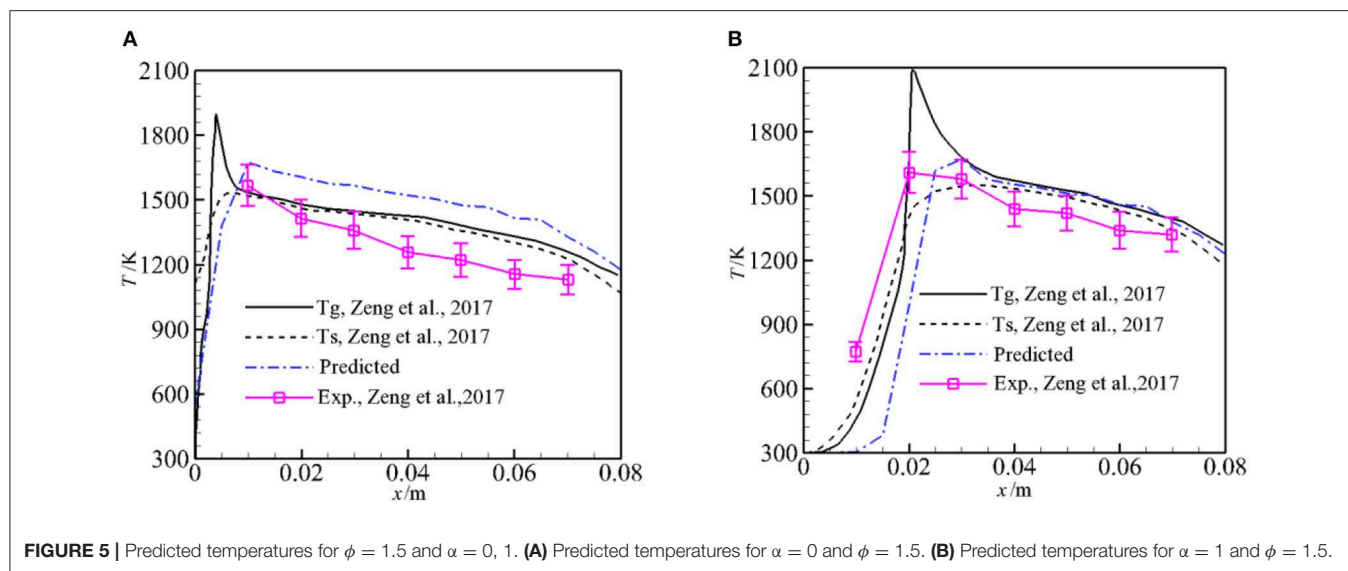 A
2100
1800
1500
1200
900
600
300
T/K
0
0.02
0.04
0.06
0.08
x/m
Tg, Zeng et al., 2017
Ts, Zeng et al., 2017
Predicted
Exp., Zeng et al.,2017
B
2100
1800
1500
1200
900
600
300
T/K
0
0.02
0.04
0.06
0.08
x/m
Tg, Zeng et al., 2017
Ts, Zeng et al., 2017
Predicted
Exp., Zeng et al.,2017
FIGURE 5 | Predicted temperatures for ϕ = 1.5 and α = 0, 1. (A) Predicted temperatures for α = 0 and ϕ = 1.5. (B) Predicted temperatures for α = 1 and ϕ = 1.5.